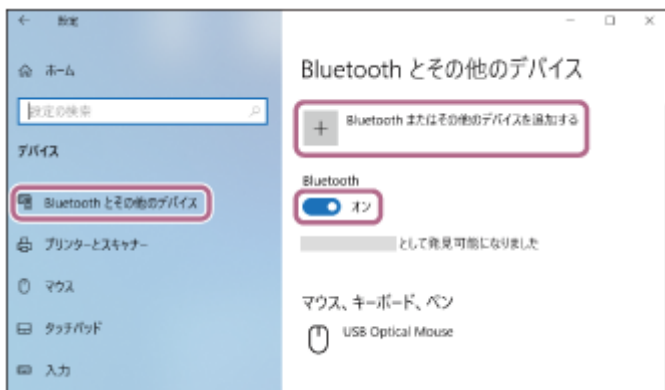 ← 設定
ホーム
設定の検索
デバイス
Bluetooth とその他のデバイス
プリンターとスキャナー
マウス
タッチパッド
入力
Bluetooth とその他のデバイス
+ Bluetooth またはその他のデバイスを追加する
Bluetooth
オン
として発見可能になりました
マウス、キーボード、ペン
USB Optical Mouse